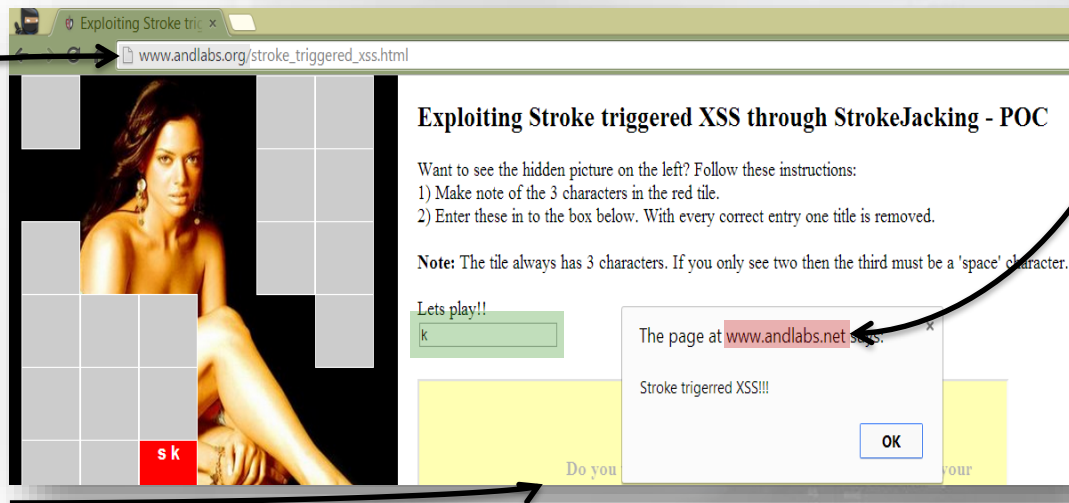 Exploiting Stroke trig ×
www.andlabs.org/stroke_triggered_xss.html
Exploiting Stroke triggered XSS through StrokeJacking - POC
Want to see the hidden picture on the left? Follow these instructions:
1) Make note of the 3 characters in the red tile.
2) Enter these in to the box below. With every correct entry one title is removed.
Note: The tile always has 3 characters. If you only see two then the third must be a 'space' character.
Lets play!!
k
The page at www.andlabs.net says:
×
Stroke trigerred XSS!!!
OK
s k
Do you
your